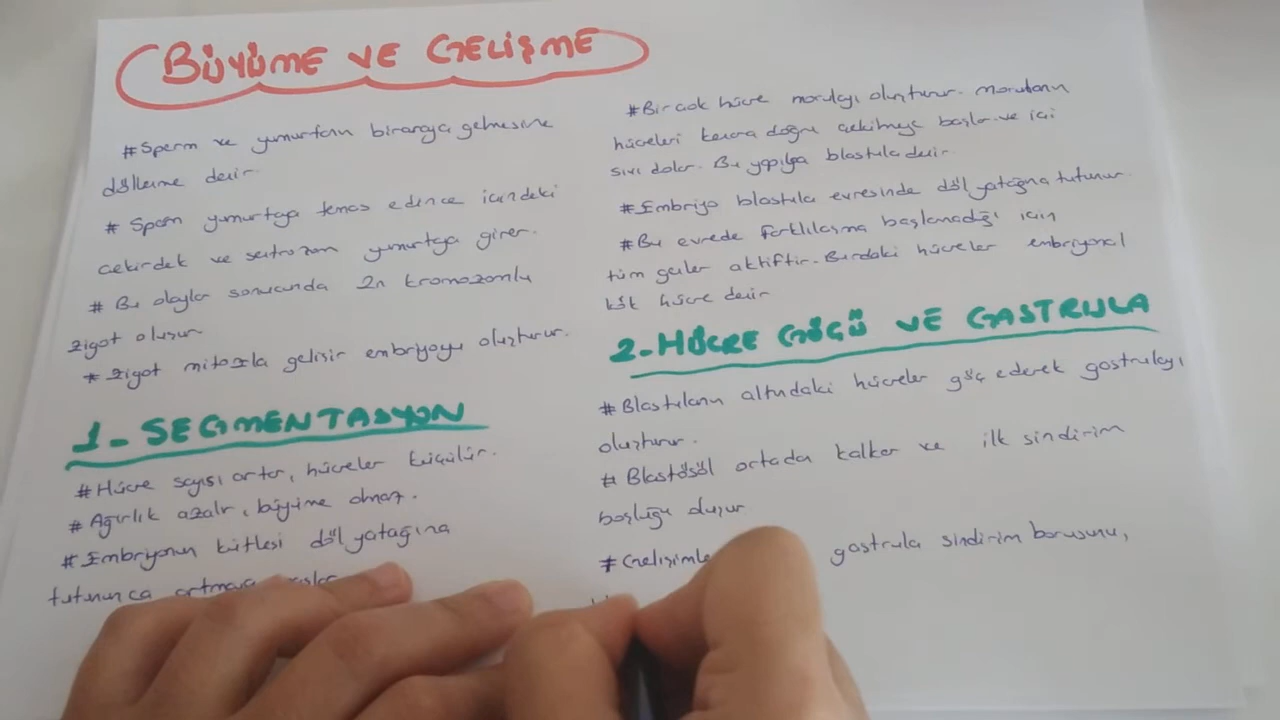 BÜYÜME VE GELİŞME
#Sperm ve yumurtanın biraraya gelmesine
döllenme denir.
# Sperm yumurtaya temas edince içindeki
çekirdek ve sentrozom yumurtaya girer.
# Bu olaylar sonucunda 2n kromozomlu
zigot oluşur
* Zigot mitozla gelişir embriyoyu oluşturur.
1- SEGMENTASYON
#Hücre sayısı artar, hücreler küçülür.
# Ağırlık azalır, büyüme olmaz.
# Embriyonun kütlesi döl yatağına
tutununca artmaya
#Bir çok hücre morulayı oluşturur. Morulanın
hücreleri kenara doğru çekilmeye başlar ve içi
sıvı dolar. Bu yapıya blastula denir.
#Embriyo blastula evresinde döl yatağına tutunur.
#Bu evrede farklılaşma başlamadığı için
tüm genler aktiftir. Burdaki hücreler embriyonal
kök hücre denir
2-HÜCRE GÖÇÜ VE GASTRULA
#Blastulanın altındaki hücreler göç ederek gastrulayı
oluşturur.
# Blastösöl ortadan kalkar ve ilk sindirim
boşluğu oluşur
# gastrula sindirim borusunu,